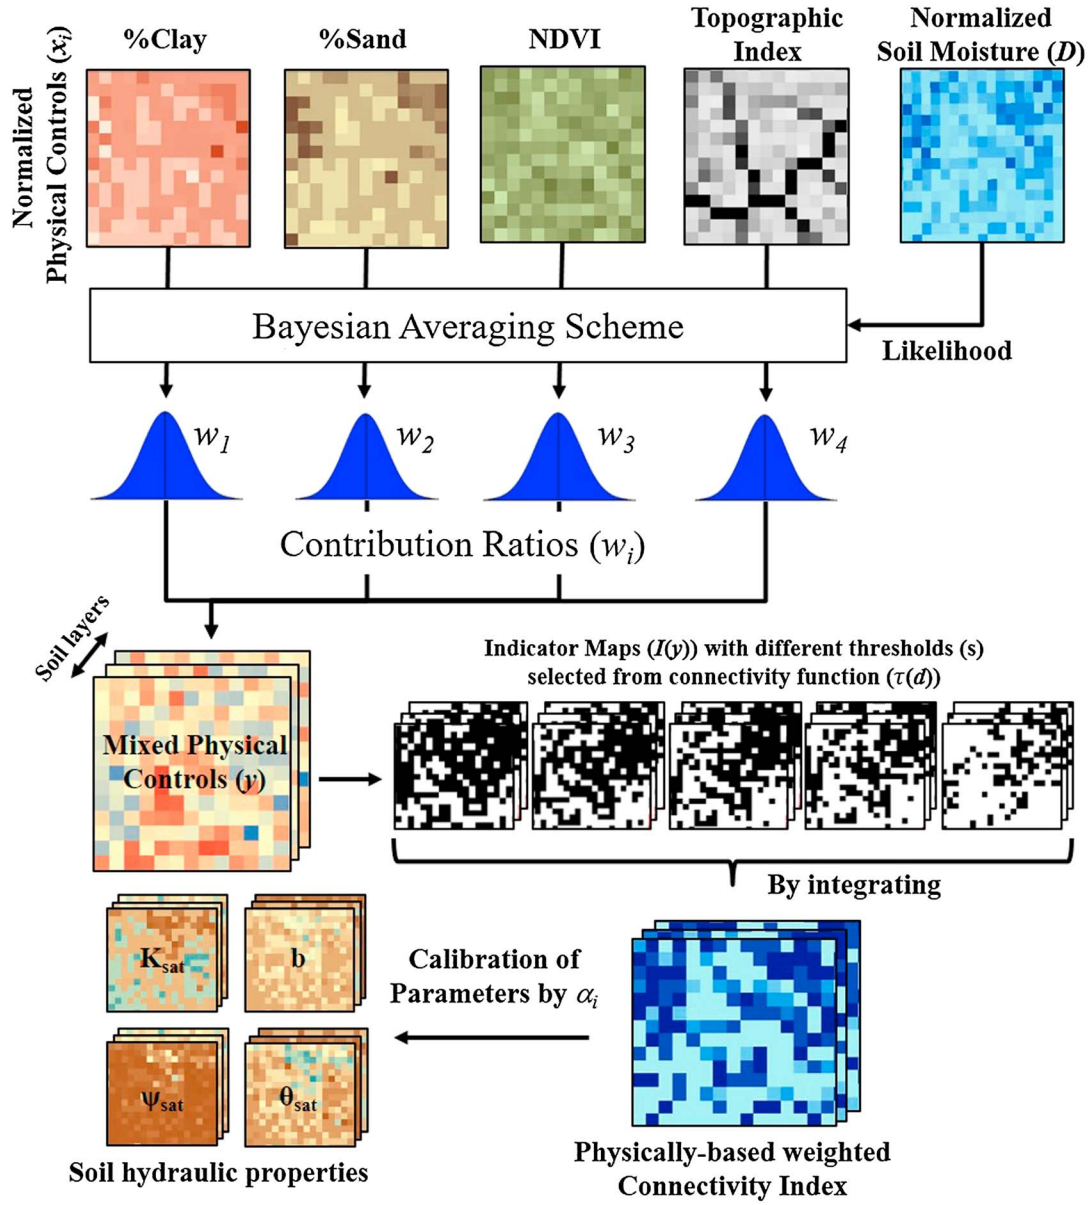 Normalized
Physical Controls (xi)
%Clay
%Sand
NDVI
Topographic
Index
Normalized
Soil Moisture (D)
Bayesian Averaging Scheme
Likelihood
w1
w2
w3
w4
Contribution Ratios (wi)
Soil layers
Mixed Physical
Controls (y)
Indicator Maps (I(y)) with different thresholds (s)
selected from connectivity function (τ(d))
By integrating
Ksat
b
ψsat
θsat
Soil hydraulic properties
Calibration of
Parameters by αi
Physically-based weighted
Connectivity Index